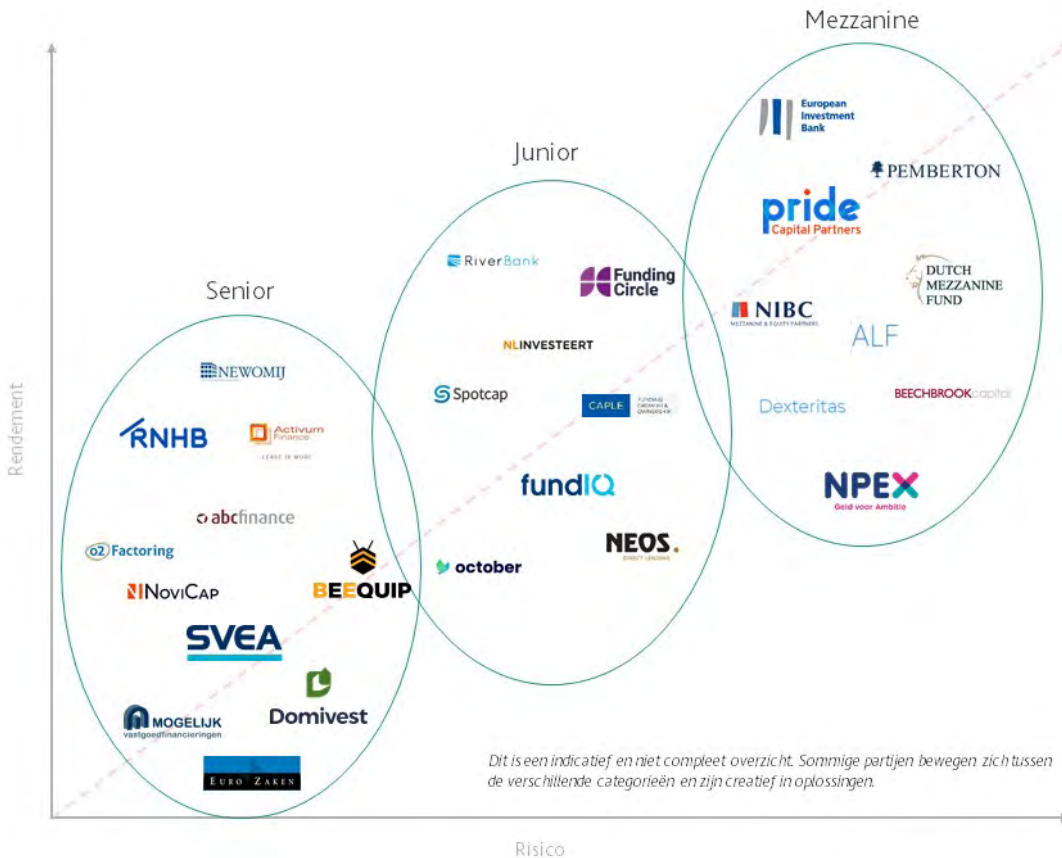 Mezzanine
European
Investment
Bank
PEMBERTON
pride
Capital Partners
DUTCH
MEZZANINE
FUND
NIBC
MEZZANINE & EQUITY PARTNERS
ALF
Dexteritas
BEECHBROOKcapital
NPEX
Geld voor Ambitie
Junior
RiverBank
Funding
Circle
NLINVESTEERT
Spotcap
CAPLE
FUNDING
GROWTH &
OWNERSHIP
fundIQ
NEOS.
DIRECT LENDING
october
Senior
NEWOMIJ
RNHB
Activum
Finance
LEASE IS MORE
abcfinance
o2 Factoring
NOVICAP
BEEQUIP
SVEA
Domivest
MOGELIJK
vastgoedfinancieringen
EURO ZAKEN
Rendement
Dit is een indicatief en niet compleet overzicht. Sommige partijen bewegen zich tussen
de verschillende categorieën en zijn creatief in oplossingen.
Risico